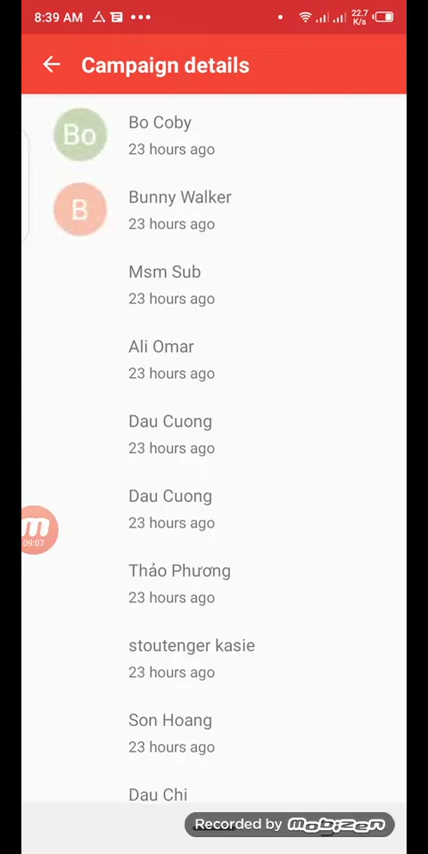 8:39 AM
22.7
K/s
Campaign details
Bo
Bo Coby
23 hours ago
B
Bunny Walker
23 hours ago
Msm Sub
23 hours ago
Ali Omar
23 hours ago
Dau Cuong
23 hours ago
Dau Cuong
23 hours ago
m
09:07
Thảo Phương
23 hours ago
stoutenger kasie
23 hours ago
Son Hoang
23 hours ago
Dau Chi
Recorded by mobizen